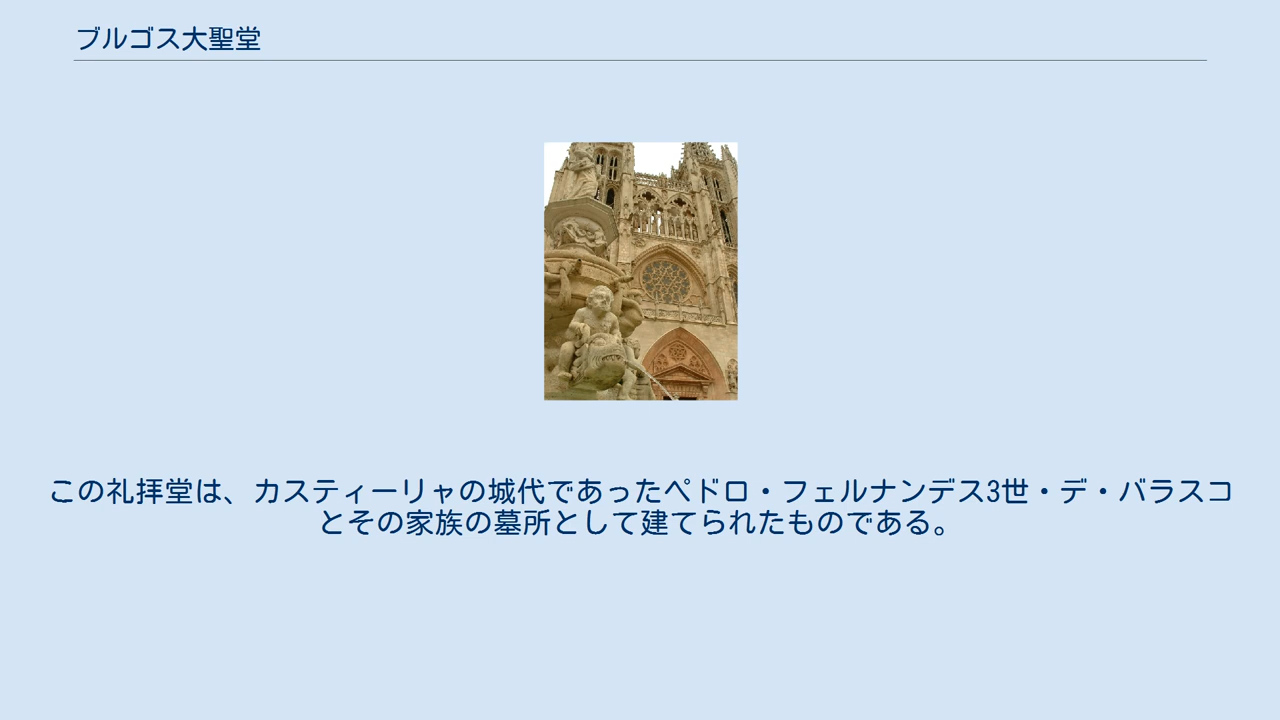 ブルゴス大聖堂
この礼拝堂は、カスティーリャの城代であったペドロ・フェルナンデス3世・デ・バラスコ
とその家族の墓所として建てられたものである。